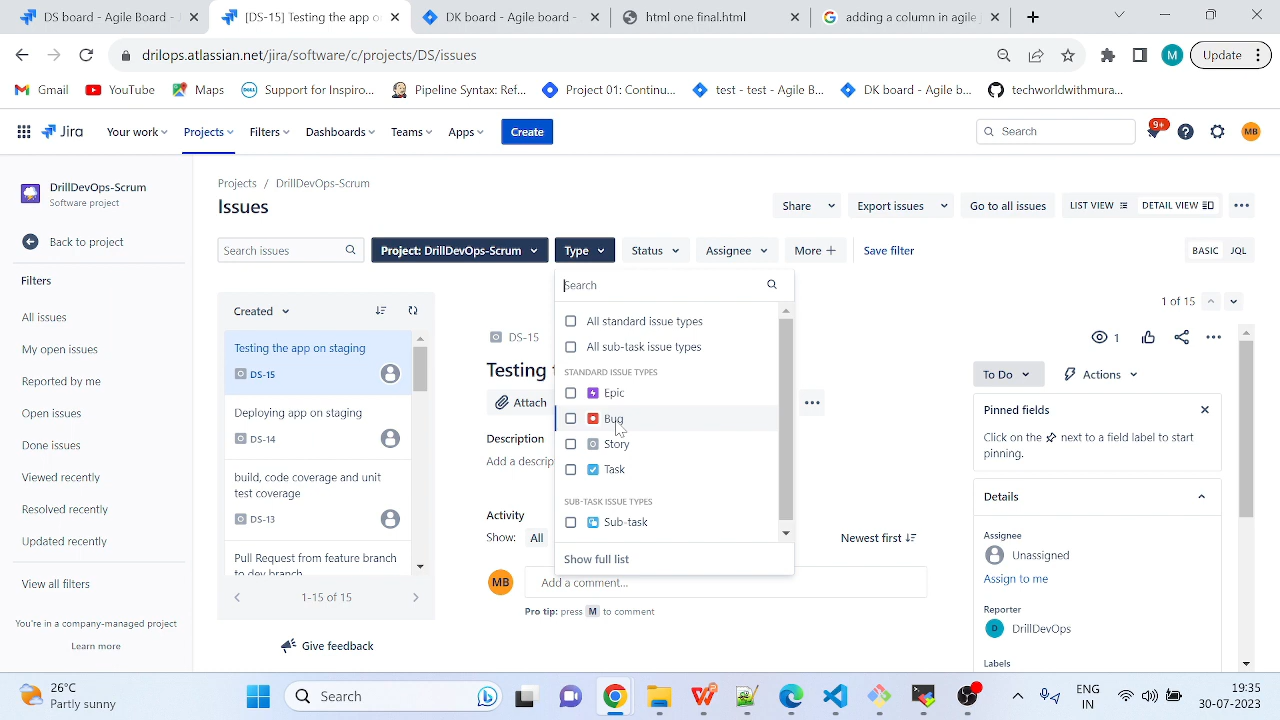 DS board - Agile board -
[DS-15] Testing the app o
DK board - Agile board -
html one final.html
adding a column in agile
drilops.atlassian.net/jira/software/c/projects/DS/issues
M
Update
Gmail
YouTube
Maps
Support for Inspiro...
Pipeline Syntax: Ref...
Project 01: Continu...
test - test - Agile B...
DK board - Agile b...
techworldwithmura...
Jira
Your work
Projects
Filters
Dashboards
Teams
Apps
Create
Search
9+
MB
DrillDevOps-Scrum
Software project
Back to project
Filters
All issues
My open issues
Reported by me
Open issues
Done issues
Viewed recently
Resolved recently
Updated recently
View all filters
You're in a company-managed project
Learn more
Projects / DrillDevOps-Scrum
Issues
Share
Export issues
Go to all issues
LIST VIEW
DETAIL VIEW
Search issues
Project: DrillDevOps-Scrum
Type
Status
Assignee
More +
Save filter
BASIC
JQL
Created
Testing the app on staging
DS-15
Deploying app on staging
DS-14
build, code coverage and unit
test coverage
DS-13
Pull Request from feature branch
to dev branch
1-15 of 15
Give feedback
Search
All standard issue types
All sub-task issue types
STANDARD ISSUE TYPES
Epic
Bug
Story
Task
SUB-TASK ISSUE TYPES
Sub-task
Show full list
DS-15
Testing
Attach
Description
Add a descrip
Activity
Show: All
Newest first
MB
Add a comment...
Pro tip: press M to comment
1 of 15
1
To Do
Actions
Pinned fields
Click on the next to a field label to start
pinning.
Details
Assignee
Unassigned
Assign to me
Reporter
D DrillDevOps
Labels
26°C
Partly sunny
Search
ENG
IN
19:35
30-07-2023